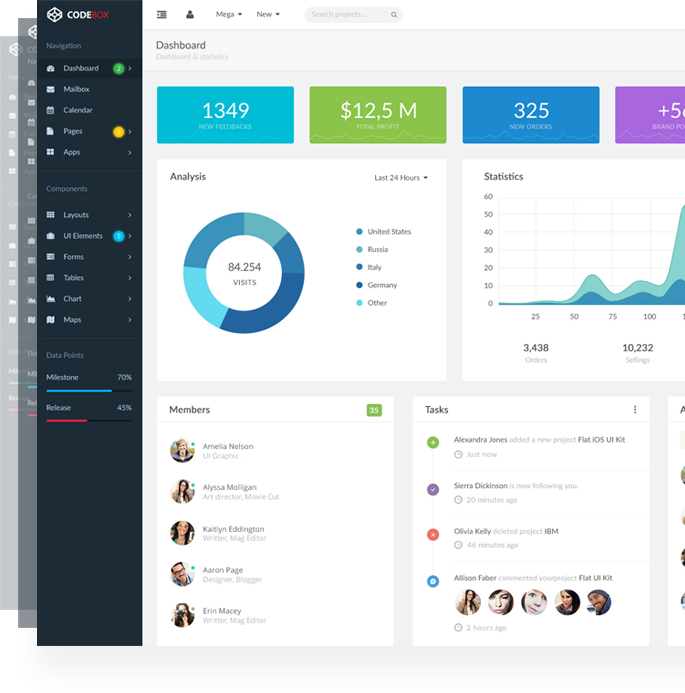 CODEBOX
Mega
New
Search projects...
Navigation
Dashboard 2
Mailbox
Calendar
Pages
Apps
Components
Layouts
UI Elements 5
Forms
Tables
Chart
Maps
Data Points
Milestone 70%
Release 45%
Dashboard
Dashboard & statistics
1349
NEW FEEDBACKS
$12,5 M
TOTAL PROFIT
325
NEW ORDERS
BRAND
Analysis
Last 24 Hours
84.254
VISITS
United States
Russia
Italy
Germany
Other
Statistics
60
50
40
30
20
10
0
25 50 75 100
3,438
Orders
10,232
Sellings
Members 35
Amelia Nelson
UI Graphic
Alyssa Molligan
Art director, Movie Cut
Kaitlyn Eddington
Writter, Mag Editor
Aaron Page
Designer, Blogger
Erin Macey
Writter, Mag Editor
Tasks
Alexandra Jones added a new project Flat iOS UI Kit
Just now
Sierra Dickinson is now following you.
20 minutes ago
Olivia Kelly deleted project IBM
46 minutes ago
Allison Faber commented yourproject Flat UI Kit
2 hours ago